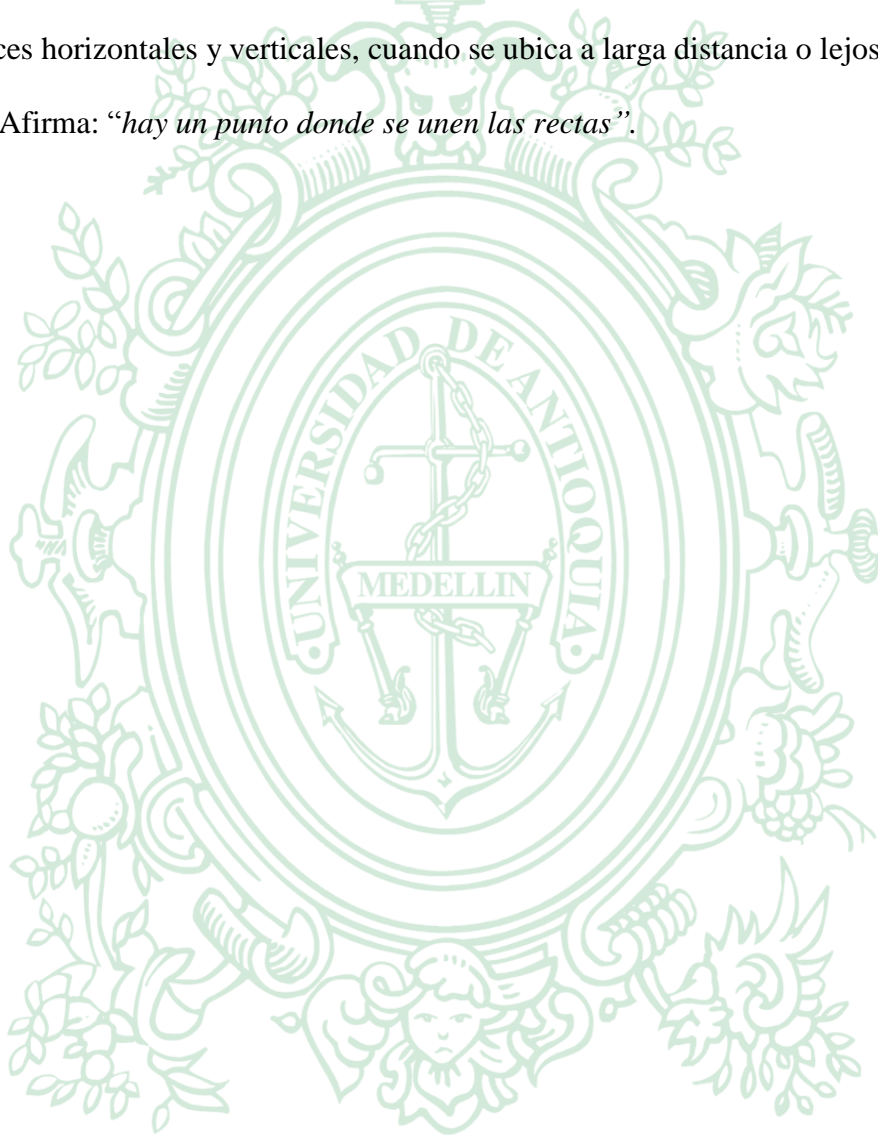 ces horizontales y verticales, cuando se ubica a larga distancia o lejos
Afirma: “hay un punto donde se unen las rectas”.
UNIVERSIDAD DE ANTIOQUIA
MEDELLIN